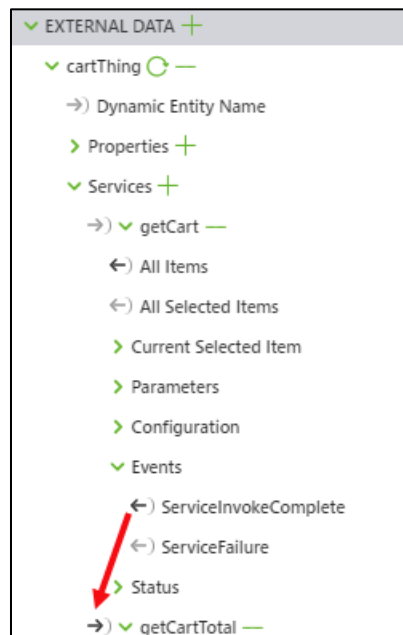 EXTERNAL DATA
cartThing
Dynamic Entity Name
Properties
Services
getCart
All Items
All Selected Items
Current Selected Item
Parameters
Configuration
Events
ServiceInvokeComplete
ServiceFailure
Status
getCartTotal